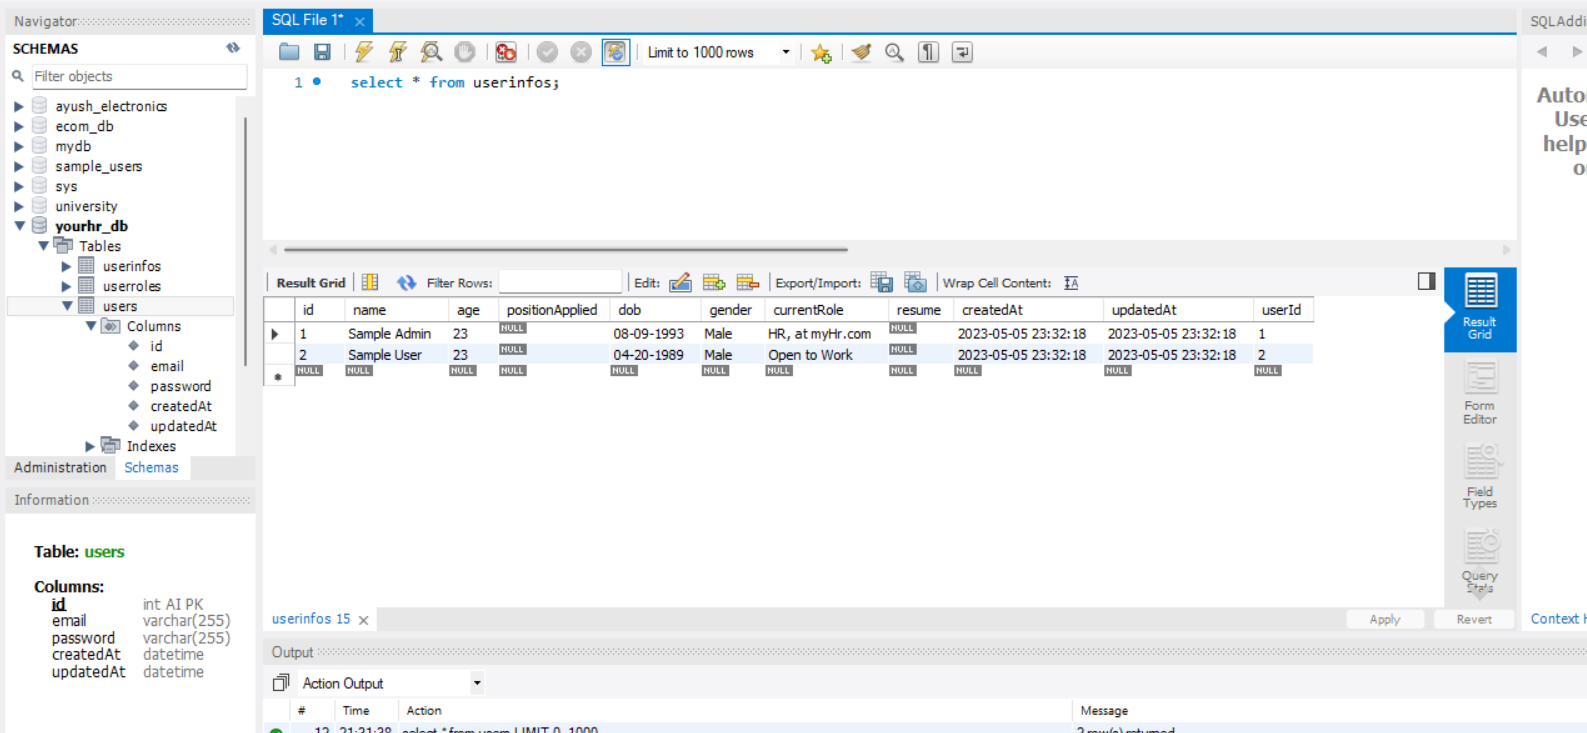 Navigator
SCHEMAS
Filter objects
ayush_electronics
ecom_db
mydb
sample_users
sys
university
yourhr_db
Tables
userinfos
userroles
users
Columns
id
email
password
createdAt
updatedAt
Indexes
Administration Schemas
Information
Table: users
Columns:
id int AI PK
email varchar(255)
password varchar(255)
createdAt datetime
updatedAt datetime
SQL File 1*
Limit to 1000 rows
1 select * from userinfos;
Result Grid Filter Rows: Edit: Export/Import: Wrap Cell Content:
id name age positionApplied dob gender currentRole resume createdAt updatedAt userId
1 Sample Admin 23 NULL 08-09-1993 Male HR, at myHr.com NULL 2023-05-05 23:32:18 2023-05-05 23:32:18 1
2 Sample User 23 NULL 04-20-1989 Male Open to Work NULL 2023-05-05 23:32:18 2023-05-05 23:32:18 2
NULL NULL NULL NULL NULL NULL NULL NULL NULL NULL NULL
Result
Grid
Form
Editor
Field
Types
Query
Stats
userinfos 15 Apply Revert
Output
Action Output
# Time Action Message
12 21:31:38 select * from users LIMIT 0, 1000 2 row(s) returned
SQLAddi
Auto
Use
help
Context H